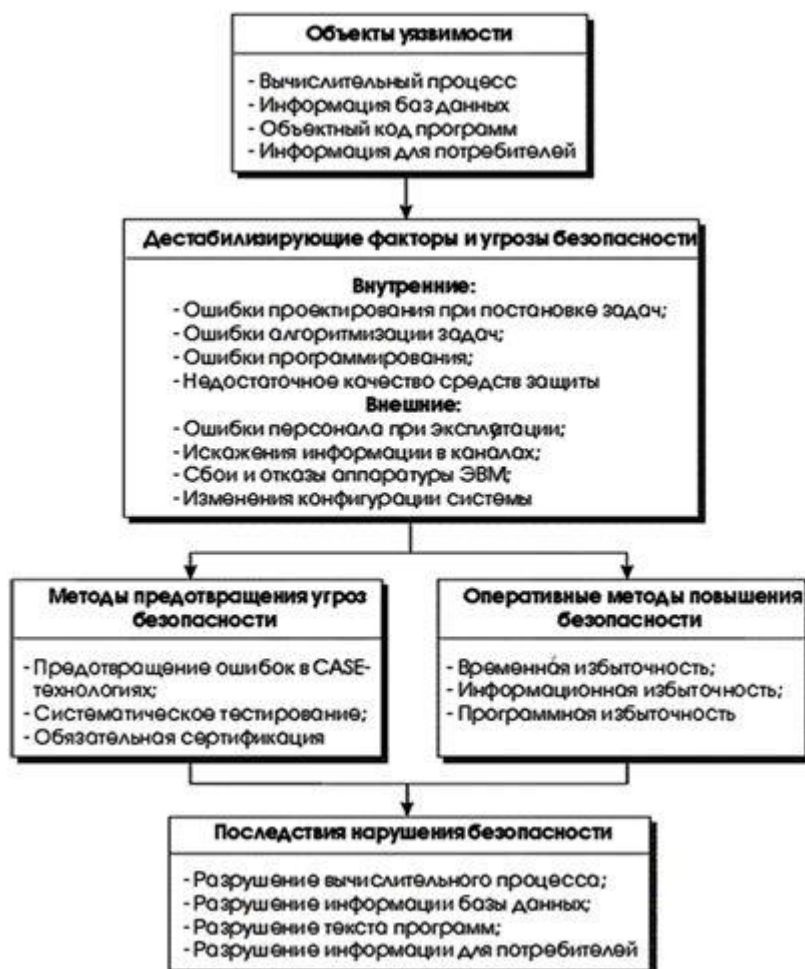 Объекты уязвимости
- Вычислительный процесс
- Информация баз данных
- Объектный код программ
- Информация для потребителей
Дестабилизирующие факторы и угрозы безопасности
Внутренние:
- Ошибки проектирования при постановке задач;
- Ошибки алгоритмизации задач;
- Ошибки программирования;
- Недостаточное качество средств защиты
Внешние:
- Ошибки персонала при эксплуатации;
- Искажения информации в каналах;
- Сбои и отказы аппаратуры ЭВМ;
- Изменения конфигурации системы
Методы предотвращения угроз
безопасности
- Предотвращение ошибок в CASE-
технологиях;
- Систематическое тестирование;
- Обязательная сертификация
Оперативные методы повышения
безопасности
- Временная избыточность;
- Информационная избыточность;
- Программная избыточность
Последствия нарушения безопасности
- Разрушение вычислительного процесса;
- Разрушение информации базы данных;
- Разрушение текста программ;
- Разрушение информации для потребителей